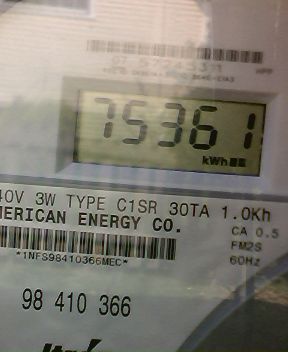 75361
kWh
40V 3W TYPE C1SR 30TA 1.0Kh
MERICAN ENERGY CO.
CA 0.5
FM2S
60Hz
*1NFS98410366MEC*
98 410 366